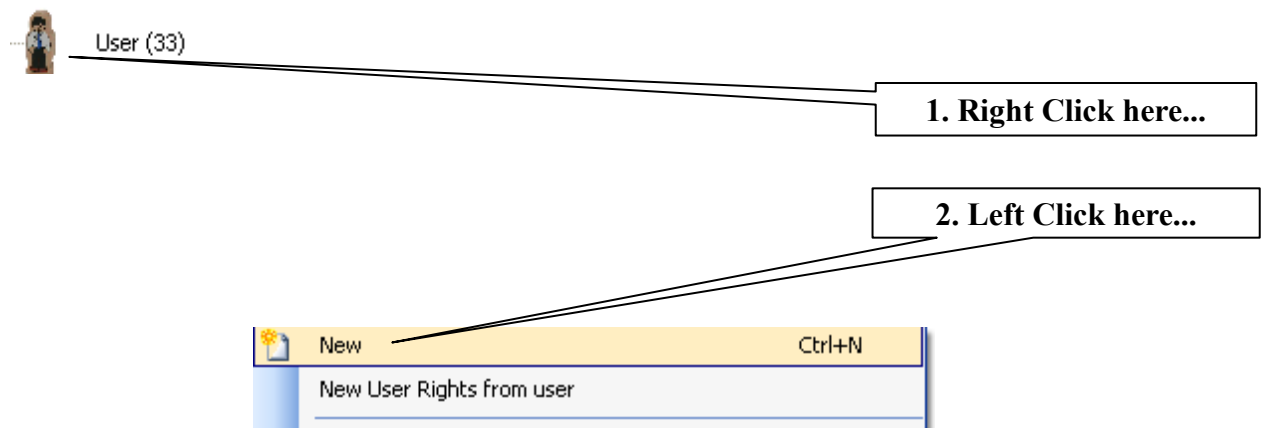 User (33)
1. Right Click here...
2. Left Click here...
New Ctrl+N
New User Rights from user